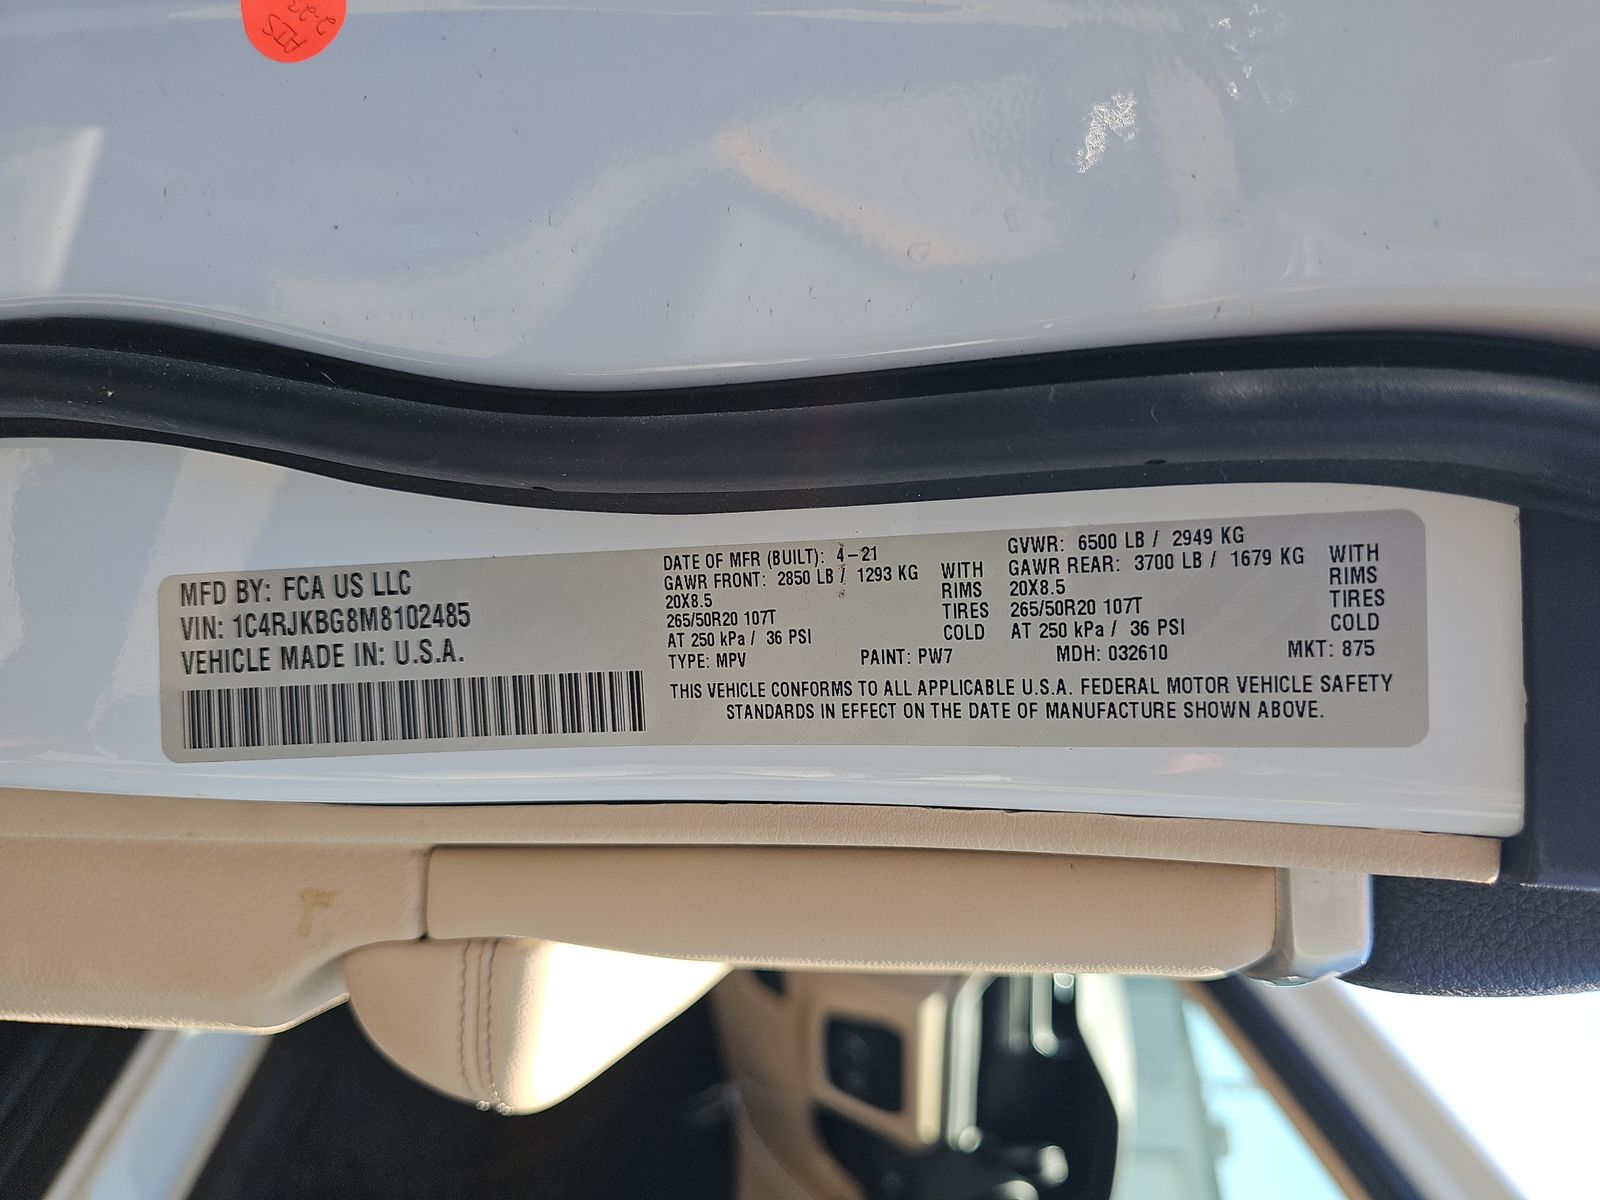 ATS
2-23
MFD BY: FCA US LLC
VIN: 1C4RJKBG8M8102485
VEHICLE MADE IN: U.S.A.
DATE OF MFR (BUILT): 4-21
GAWR FRONT: 2850 LB / 1293 KG WITH
20X8.5 RIMS
265/50R20 107T TIRES
AT 250 kPa / 36 PSI COLD
GVWR: 6500 LB / 2949 KG
GAWR REAR: 3700 LB / 1679 KG WITH
20X8.5 RIMS
265/50R20 107T TIRES
AT 250 kPa / 36 PSI COLD
TYPE: MPV PAINT: PW7 MDH: 032610 MKT: 875
THIS VEHICLE CONFORMS TO ALL APPLICABLE U.S.A. FEDERAL MOTOR VEHICLE SAFETY
STANDARDS IN EFFECT ON THE DATE OF MANUFACTURE SHOWN ABOVE.